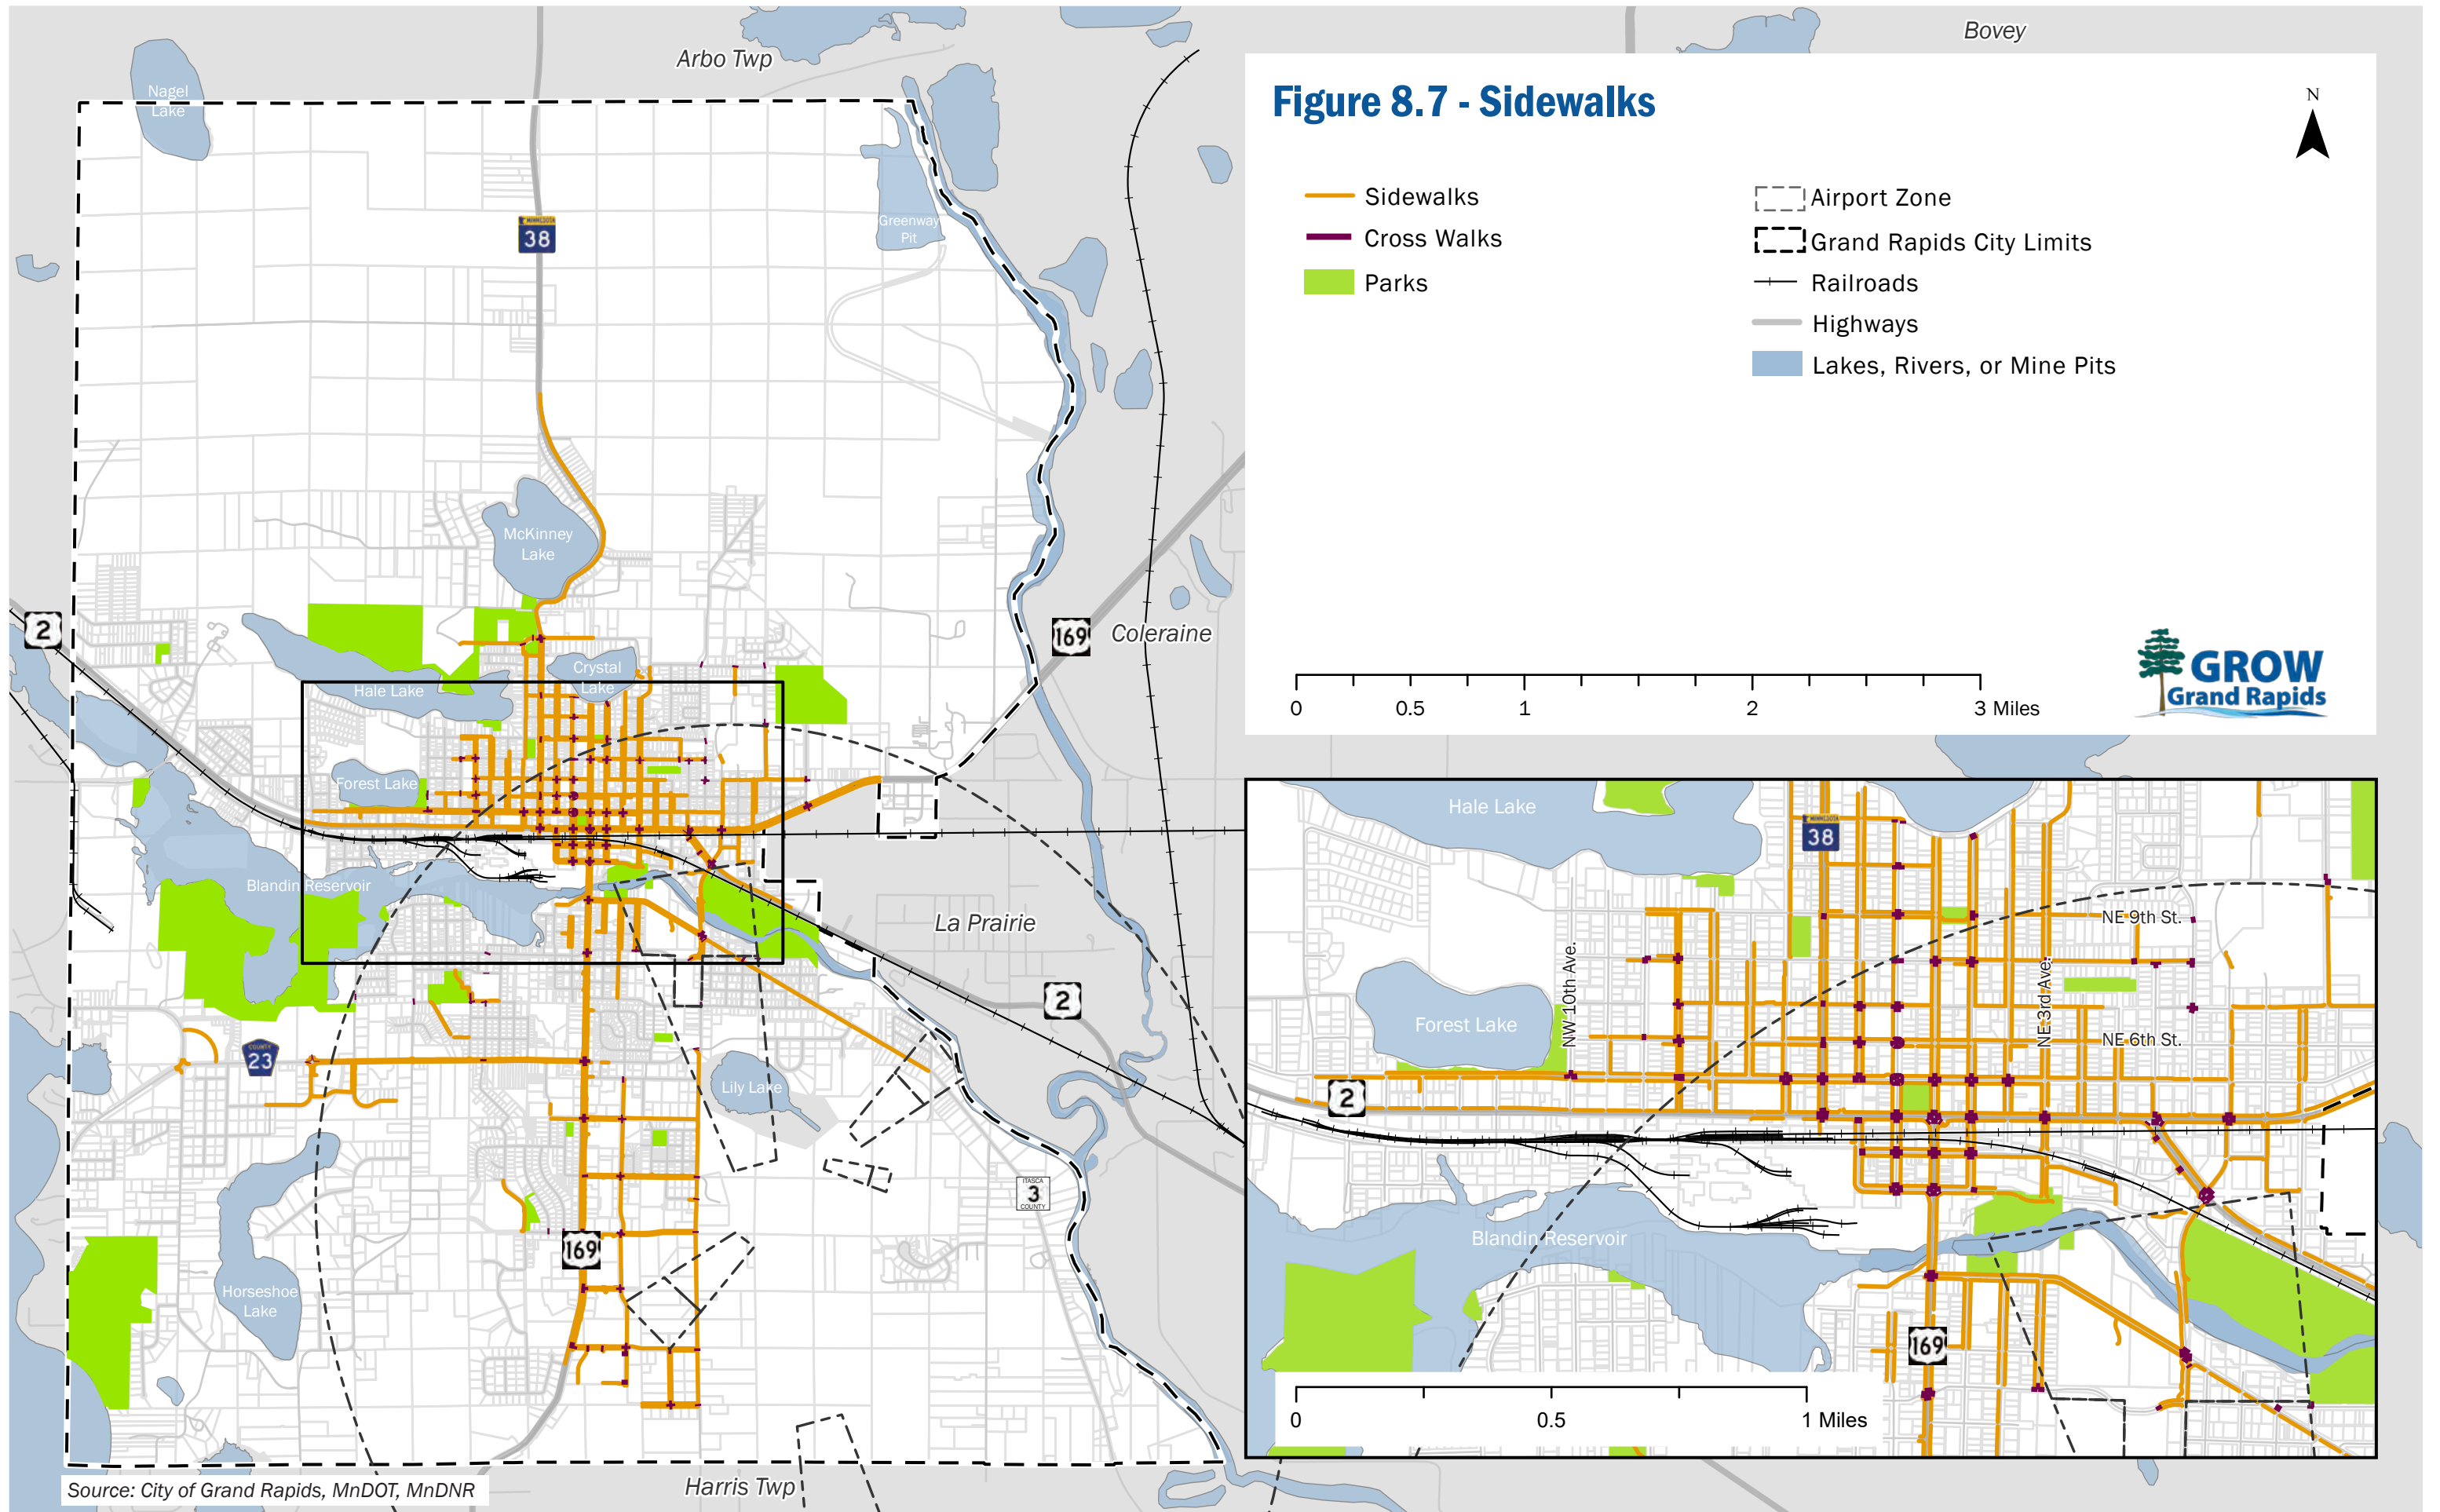 Arbo Twp
Bovey
Nagel
Lake
Figure 8.7 - Sidewalks
N
Sidewalks
Cross Walks
Parks
Airport Zone
Grand Rapids City Limits
Railroads
Highways
Lakes, Rivers, or Mine Pits
MINNESOTA
38
Greenway
Pit
McKinney
Lake
2
169
Coleraine
Crystal
Lake
Hale Lake
Forest Lake
Blandin Reservoir
La Prairie
2
COUNTY
23
Lily Lake
ITASCA
3
COUNTY
169
Horseshoe
Lake
Harris Twp
Source: City of Grand Rapids, MnDOT, MnDNR
0 0.5 1 2 3 Miles
GROW
Grand Rapids
Hale Lake
MINNESOTA
38
NE 9th St.
NW 10th Ave.
NE 3rd Ave.
Forest Lake
NE 6th St.
2
Blandin Reservoir
169
0 0.5 1 Miles